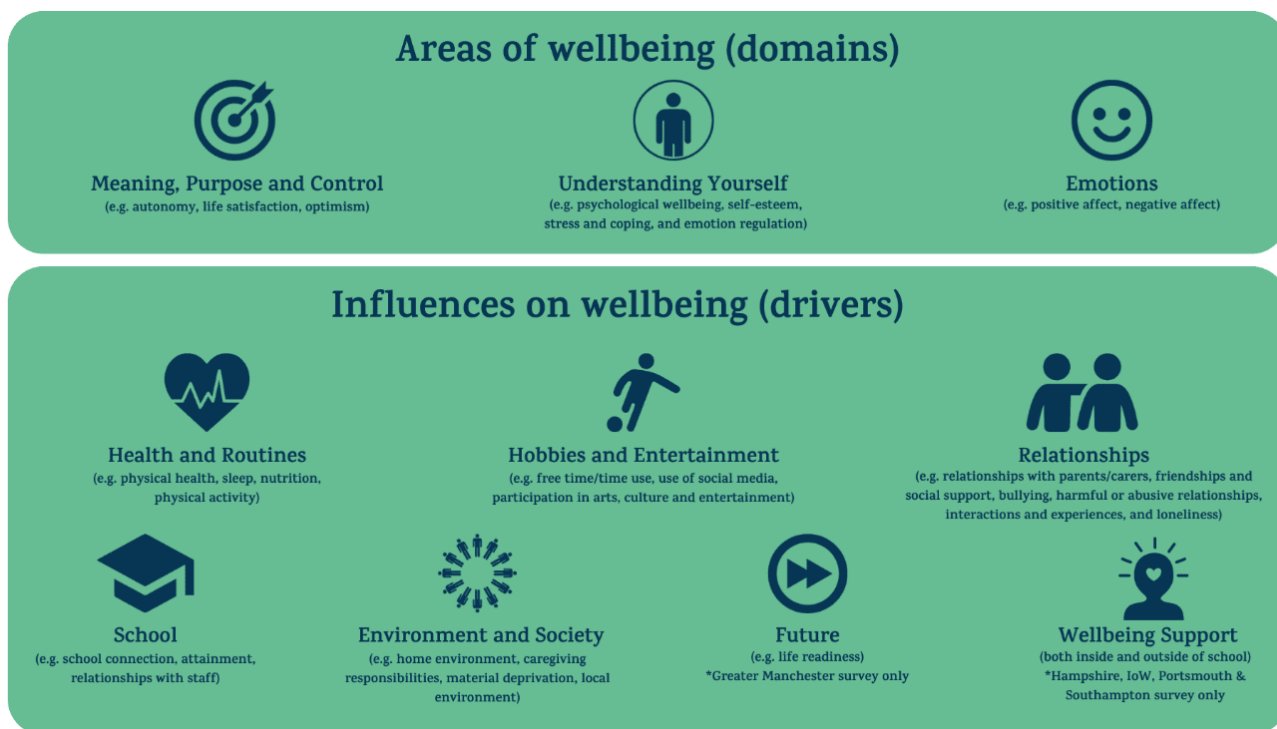 Areas of wellbeing (domains)
Meaning, Purpose and Control
(e.g. autonomy, life satisfaction, optimism)
Understanding Yourself
(e.g. psychological wellbeing, self-esteem,
stress and coping, and emotion regulation)
Emotions
(e.g. positive affect, negative affect)
Influences on wellbeing (drivers)
Health and Routines
(e.g. physical health, sleep, nutrition,
physical activity)
Hobbies and Entertainment
(e.g. free time/time use, use of social media,
participation in arts, culture and entertainment)
Relationships
(e.g. relationships with parents/carers, friendships and
social support, bullying, harmful or abusive relationships,
interactions and experiences, and loneliness)
School
(e.g. school connection, attainment,
relationships with staff)
Environment and Society
(e.g. home environment, caregiving
responsibilities, material deprivation, local
environment)
Future
(e.g. life readiness)
*Greater Manchester survey only
Wellbeing Support
(both inside and outside of school)
*Hampshire, IoW, Portsmouth &
Southampton survey only